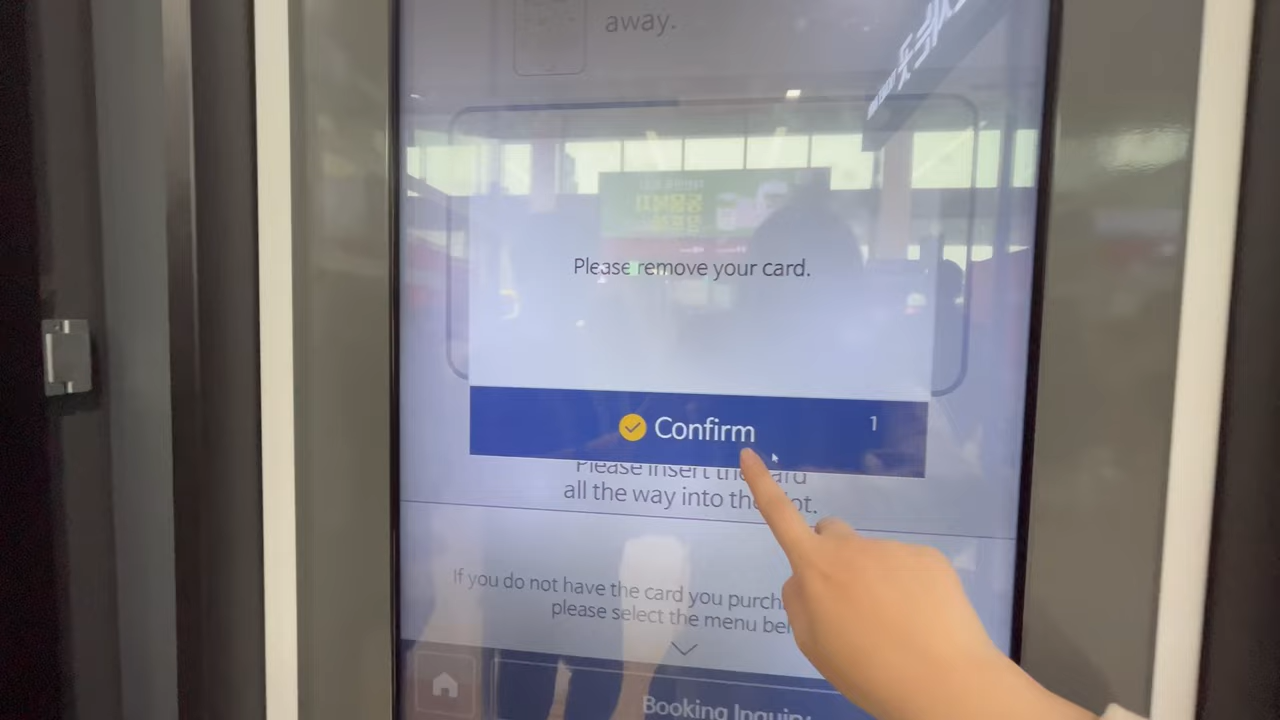 away.
Please remove your card.
Confirm
1
Please insert the card
all the way into the slot.
If you do not have the card you purch
please select the menu bel
Booking Inquiry